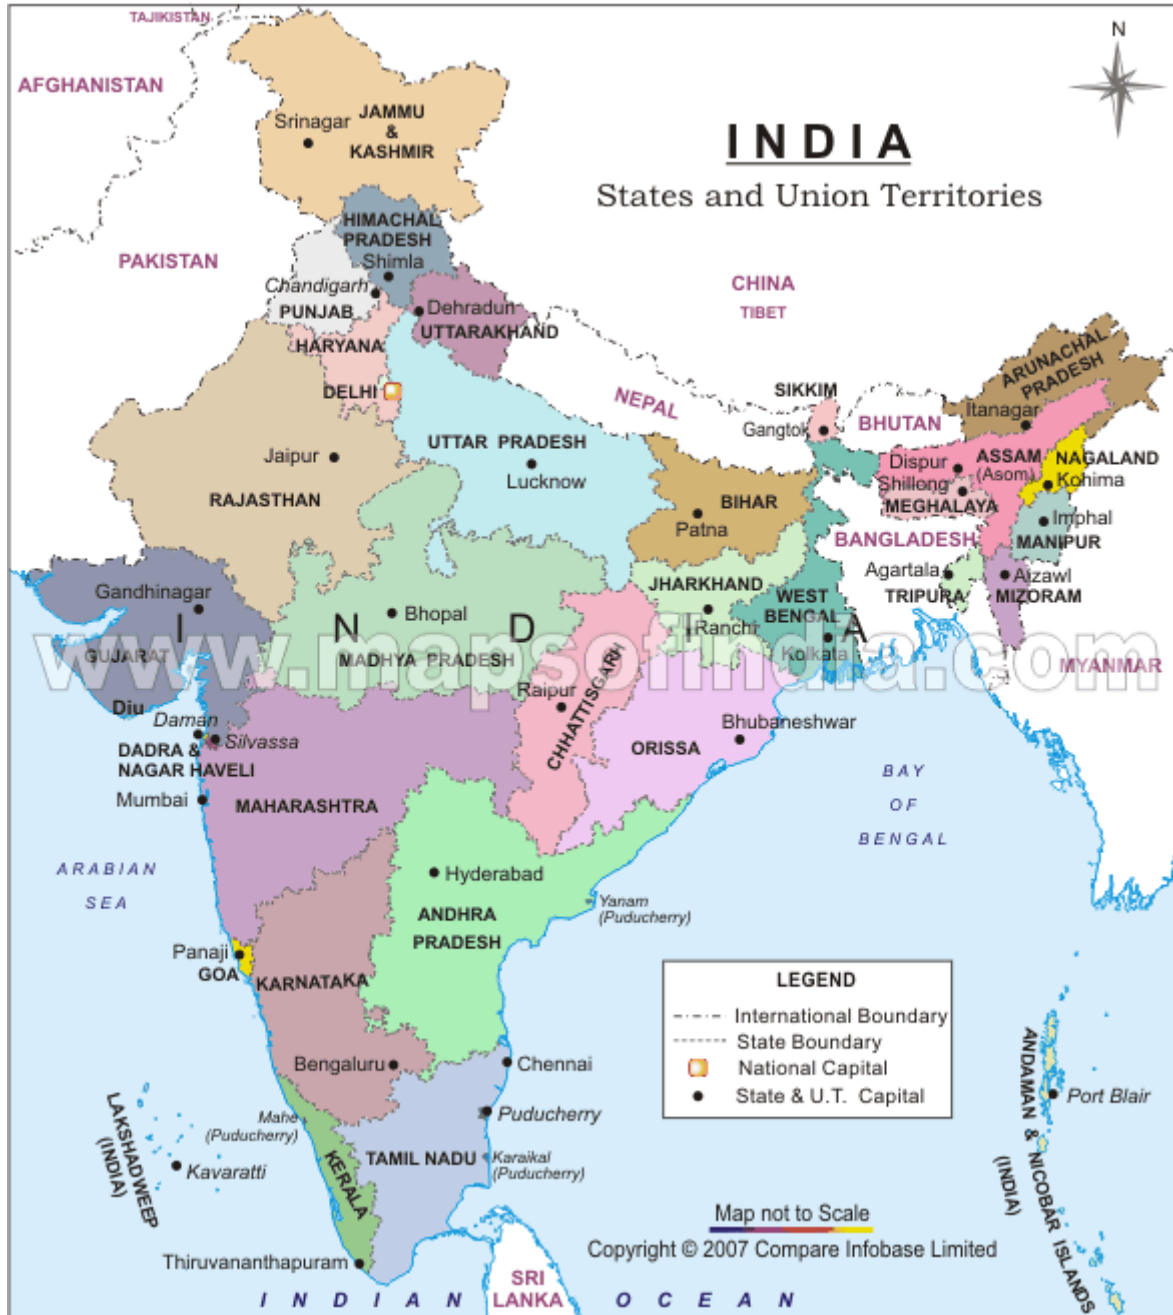 TAJIKISTAN
N
AFGHANISTAN
JAMMU
&
KASHMIR
Srinagar
INDIA
States and Union Territories
HIMACHAL
PRADESH
Shimla
PAKISTAN
Chandigarh
PUNJAB
CHINA
TIBET
Dehradun
UTTARAKHAND
HARYANA
DELHI
ARUNACHAL
PRADESH
Itanagar
SIKKIM
Gangtok
NEPAL
BHUTAN
UTTAR PRADESH
Lucknow
Jaipur
RAJASTHAN
Dispur
Shillong
MEGHALAYA
ASSAM
(Asom)
NAGALAND
Kohima
BIHAR
Patna
Imphal
MANIPUR
BANGLADESH
Agartala
TRIPURA
Aizawl
MIZORAM
JHARKHAND
Ranchi
WEST
BENGAL
Kolkata
Gandhinagar
GUJARAT
Bhopal
MADHYA PRADESH
I N D I A
www.mapsofindia.com
MYANMAR
Diu
Daman
Silvassa
DADRA &
NAGAR HAVELI
Raipur
CHHATTISGARH
Bhubaneshwar
ORISSA
Mumbai
MAHARASHTRA
BAY
OF
BENGAL
ARABIAN
SEA
Hyderabad
ANDHRA
PRADESH
Yanam
(Puducherry)
Panaji
GOA
KARNATAKA
LEGEND
International Boundary
State Boundary
National Capital
State & U.T. Capital
Bengaluru
Chennai
Mahe
(Puducherry)
Puducherry
LAKSHADWEEP
(INDIA)
Kavaratti
KERALA
TAMIL NADU
Karaikal
(Puducherry)
Port Blair
ANDAMAN & NICOBAR ISLANDS
(INDIA)
Thiruvananthapuram
Map not to Scale
Copyright © 2007 Compare Infobase Limited
SRI
LANKA
INDIAN OCEAN